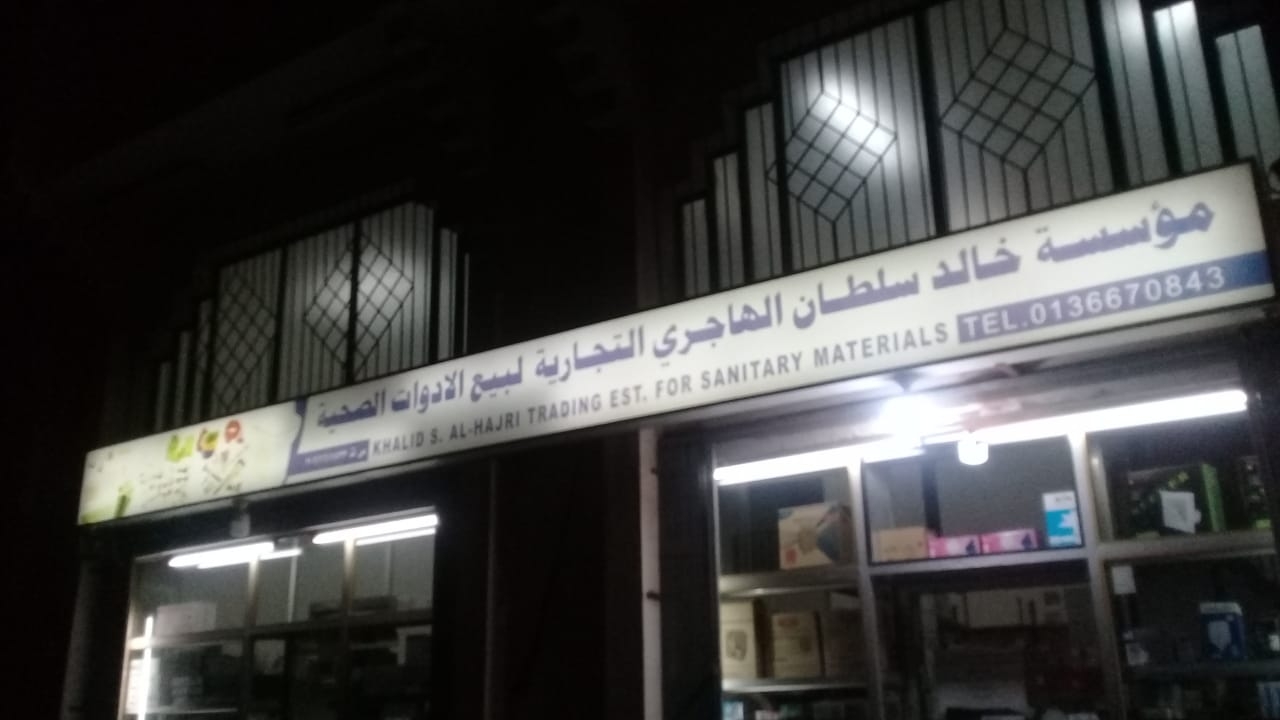 مؤسسة خالد سلطان الهاجري التجارية لبيع الادوات الصحية
KHALID S. AL-HAJRI TRADING EST. FOR SANITARY MATERIALS
TEL.0136670843